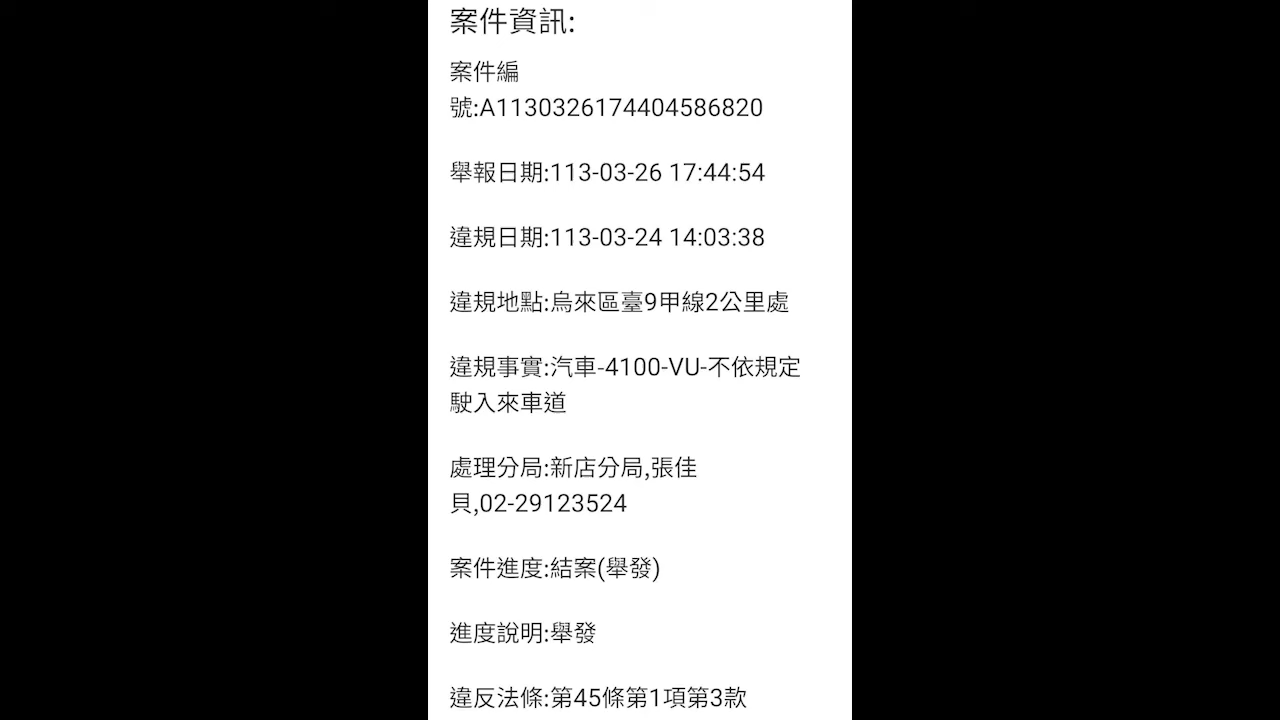 案件資訊:
案件編
號:A1130326174404586820
舉報日期:113-03-26 17:44:54
違規日期:113-03-24 14:03:38
違規地點:烏來區臺9甲線2公里處
違規事實:汽車-4100-VU-不依規定
駛入來車道
處理分局:新店分局,張佳
貝,02-29123524
案件進度:結案(舉發)
進度說明:舉發
違反法條:第45條第1項第3款